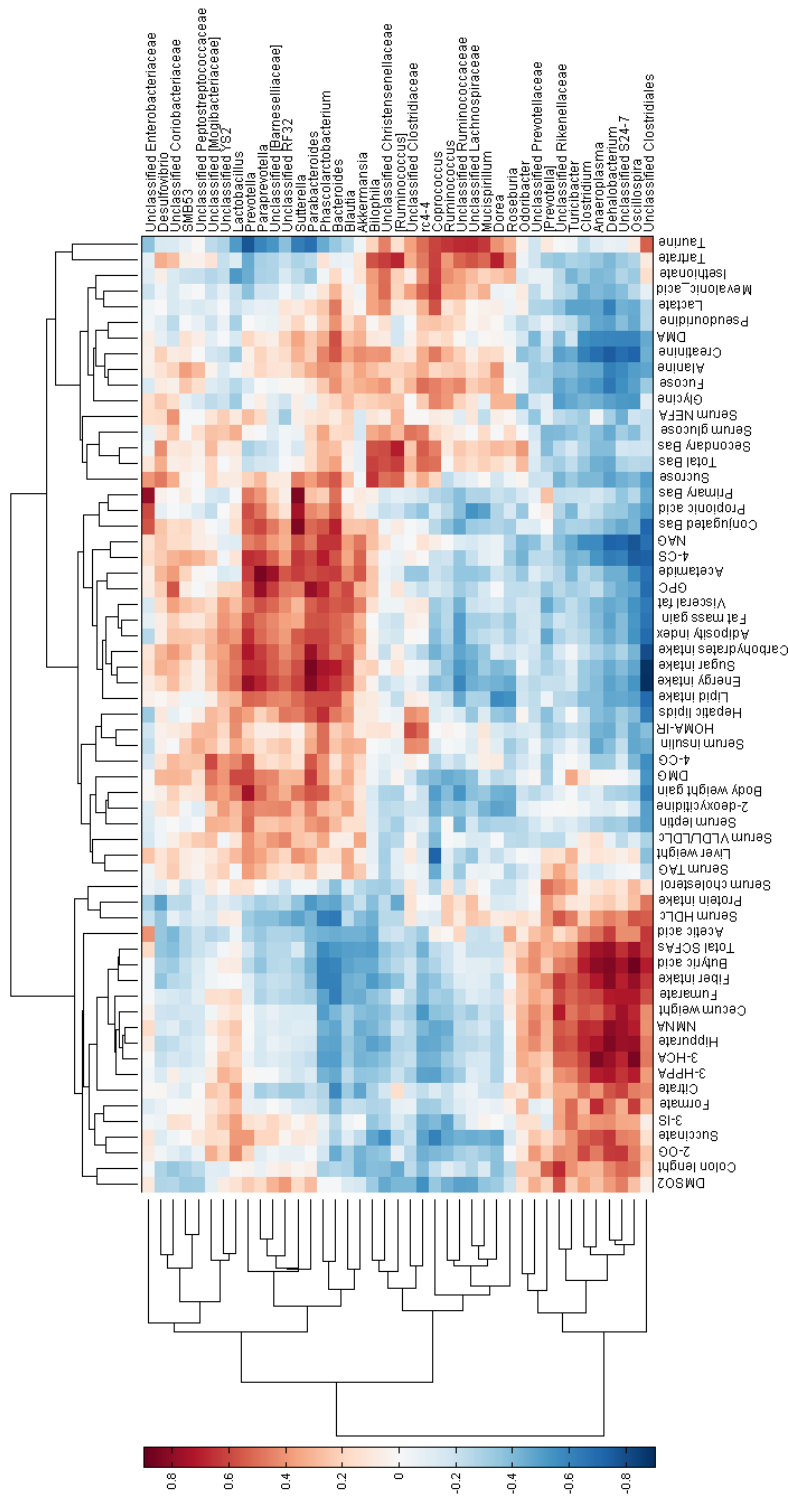 Unclassified Enterobacteriaceae
Desulfovibrio
Unclassified Coriobacteriaceae
SMB53
Unclassified Peptostreptococcaceae
Unclassified [Mogibacteriaceae]
Unclassified YS2
Lactobacillus
Prevotella
Paraprevotella
Unclassified [Barnesielliaceae]
Unclassified RF32
Sutterella
Parabacteroides
Phascolarctobacterium
Bacteroides
Blautia
Akkermansia
Bilophila
Unclassified Christensenellaceae
[Ruminococcus]
Unclassified Clostridiaceae
rc4-4
Coprococcus
Ruminococcus
Unclassified Ruminococcaceae
Unclassified Lachnospiraceae
Mucispirillum
Dorea
Roseburia
Odoribacter
Unclassified Prevotellaceae
[Prevotella]
Unclassified Rikenellaceae
Turicibacter
Clostridium
Anaeroplasma
Dehalobacterium
Unclassified S24-7
Oscillospira
Unclassified Clostridiales
Taurine
Tartrate
Isethionate
Mevalonic_acid
Lactate
Pseudouridine
DMA
Creatinine
Alanine
Fucose
Glycine
Serum NEFA
Serum glucose
Secondary Bas
Total Bas
Sucrose
Primary Bas
Propionic acid
Conjugated Bas
NAG
4-CS
Acetamide
GPC
Visceral fat
Fat mass gain
Adiposity index
Carbohydrates intake
Sugar intake
Energy intake
Lipid intake
Hepatic lipids
HOMA-IR
Serum insulin
4-CG
DMG
Body weight gain
2-deoxycitidine
Serum leptin
Serum VLDL/LDLc
Liver weight
Serum TAG
Serum cholesterol
Protein intake
Serum HDLc
Acetic acid
Total SCFAs
Butyric acid
Fiber intake
Fumarate
Cecum weight
NMNA
Hippurate
3-HCA
3-HPPA
Citrate
Formate
3-IS
Succinate
2-OG
Colon lenght
DMSO2
0.8
0.6
0.4
0.2
0
-0.2
-0.4
-0.6
-0.8